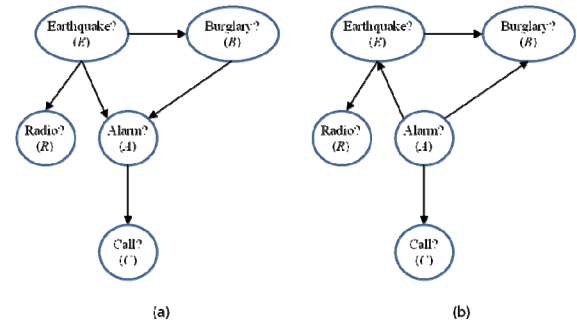 Earthquake?
(E)
Burglary?
(B)
Radio?
(R)
Alarm?
(A)
Call?
(C)
(a)
Earthquake?
(E)
Burglary?
(B)
Radio?
(R)
Alarm?
(A)
Call?
(C)
(b)